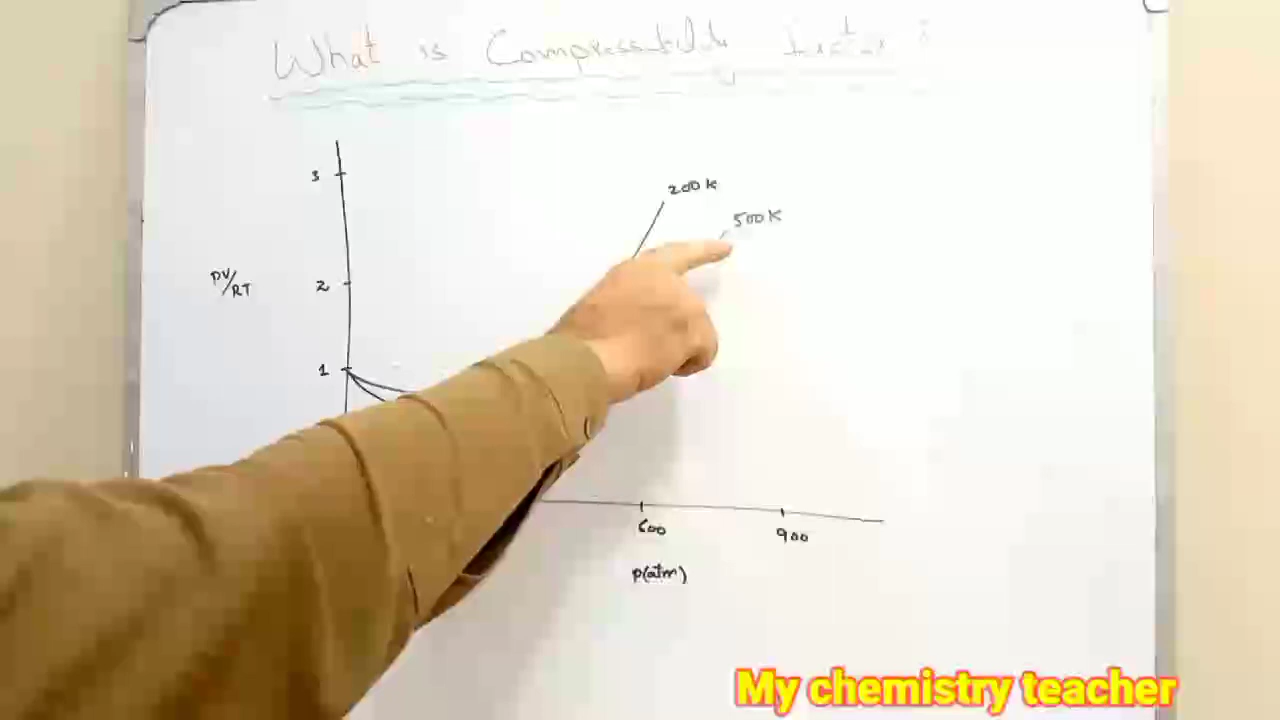 What is Compressibility factor ?
3
200 K
500 K
PV/RT
2
1
600
900
P(atm)
My chemistry teacher